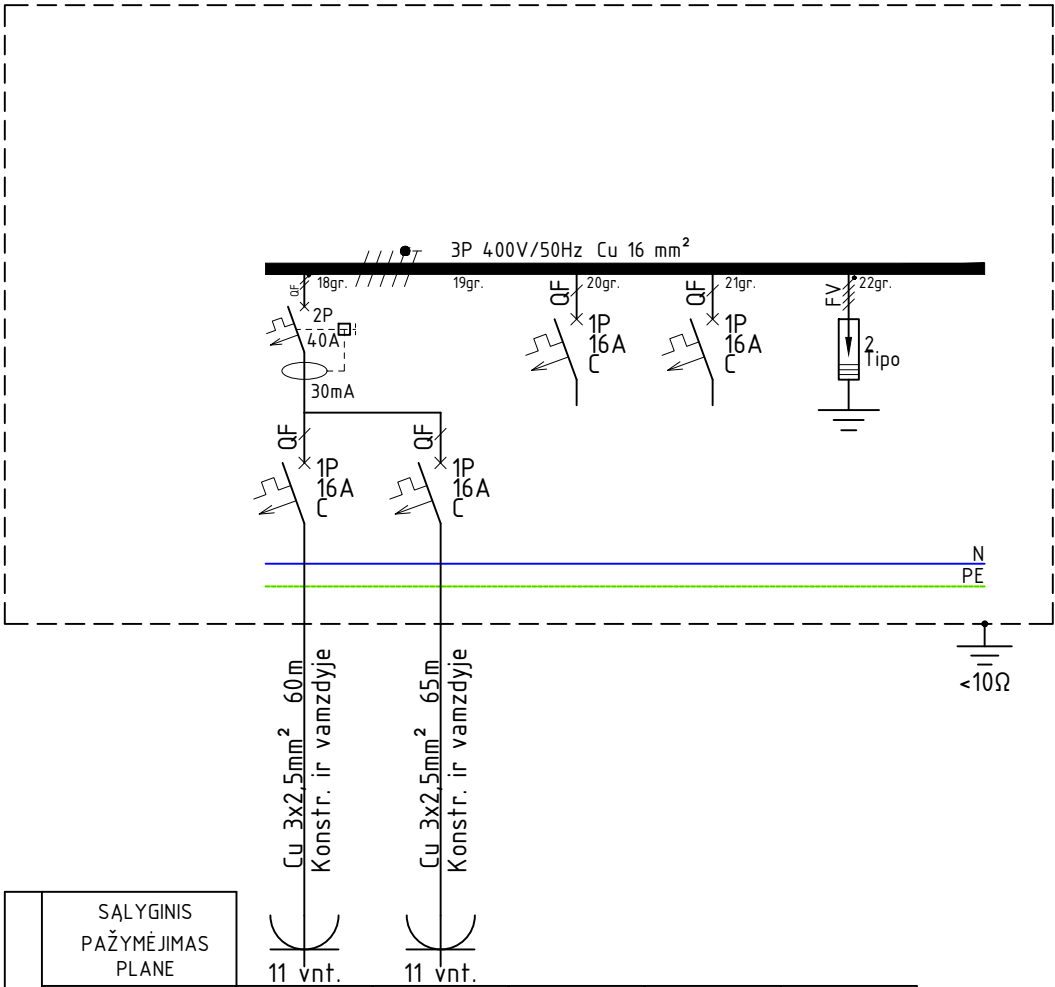 3P 400V/50Hz Cu 16 mm²
18gr.
19gr.
20gr.
21gr.
22gr.
QF
QF
QF
FV
2P
40A
30mA
1P
16A
C
1P
16A
C
2
Tipo
QF
QF
1P
16A
C
1P
16A
C
N
PE
<10Ω
Cu 3x2,5mm² 60m
Konstr. ir vamzdyje
Cu 3x2,5mm² 65m
Konstr. ir vamzdyje
SĄLYGINIS
PAŽYMĖJIMAS
PLANE
11 vnt.
11 vnt.